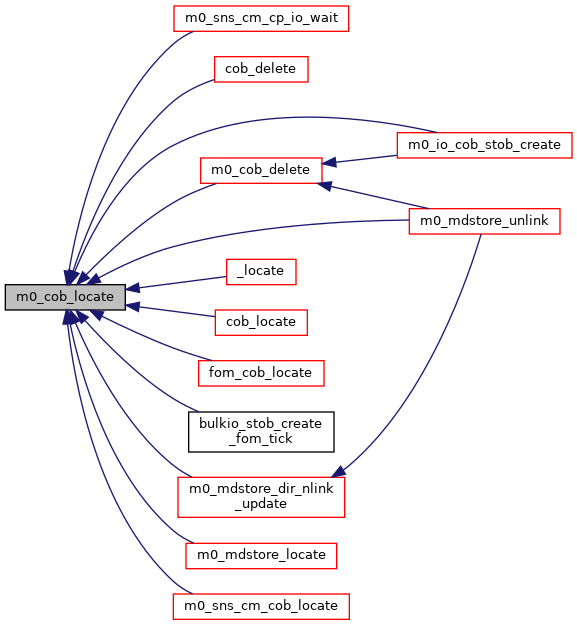 m0_sns_cm_cp_io_wait
cob_delete
m0_io_cob_stob_create
m0_cob_delete
m0_mdstore_unlink
_locate
m0_cob_locate
cob_locate
fom_cob_locate
bulkio_stob_create
_fom_tick
m0_mdstore_dir_nlink
_update
m0_mdstore_locate
m0_sns_cm_cob_locate